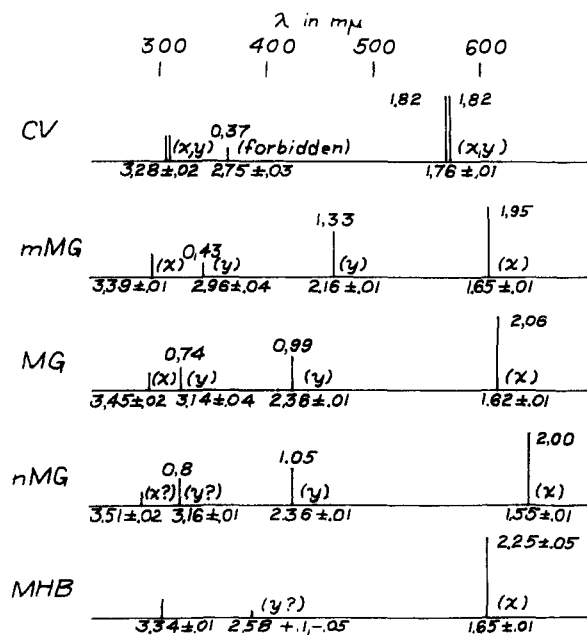 λ in mμ
300 400 500 600
1,82 1,82
CV 0,37
(x,y) (forbidden) (x,y)
3,28±,02 2,75±,03 1,76±.01
1,95
1,33
mMG 0,43
(x) (y) (y) (x)
3,39±.01 2,96±.04 2,16±.01 1,65±.01
2,06
MG 0,74 0,99
(x) (y) (y) (x)
3,45±.02 3,14±.04 2,38±.01 1.62±.01
2,00
nMG 0,8 1.05
(x?) (y?) (y) (x)
3.51±.02 3,16±.01 2.36±.01 1,55±.01
2,25±.05
MHB (y?) (x)
3,34±.01 2,58 +.1,-.05 1,65±.01